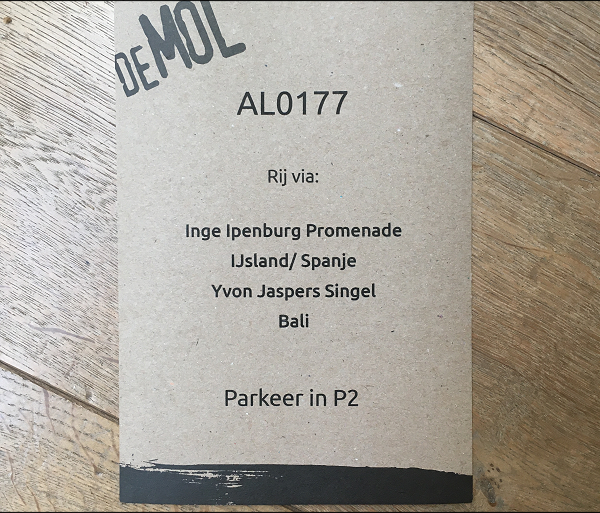 DE MOL
AL0177
Rij via:
Inge Ipenburg Promenade
IJsland/ Spanje
Yvon Jaspers Singel
Bali
Parkeer in P2